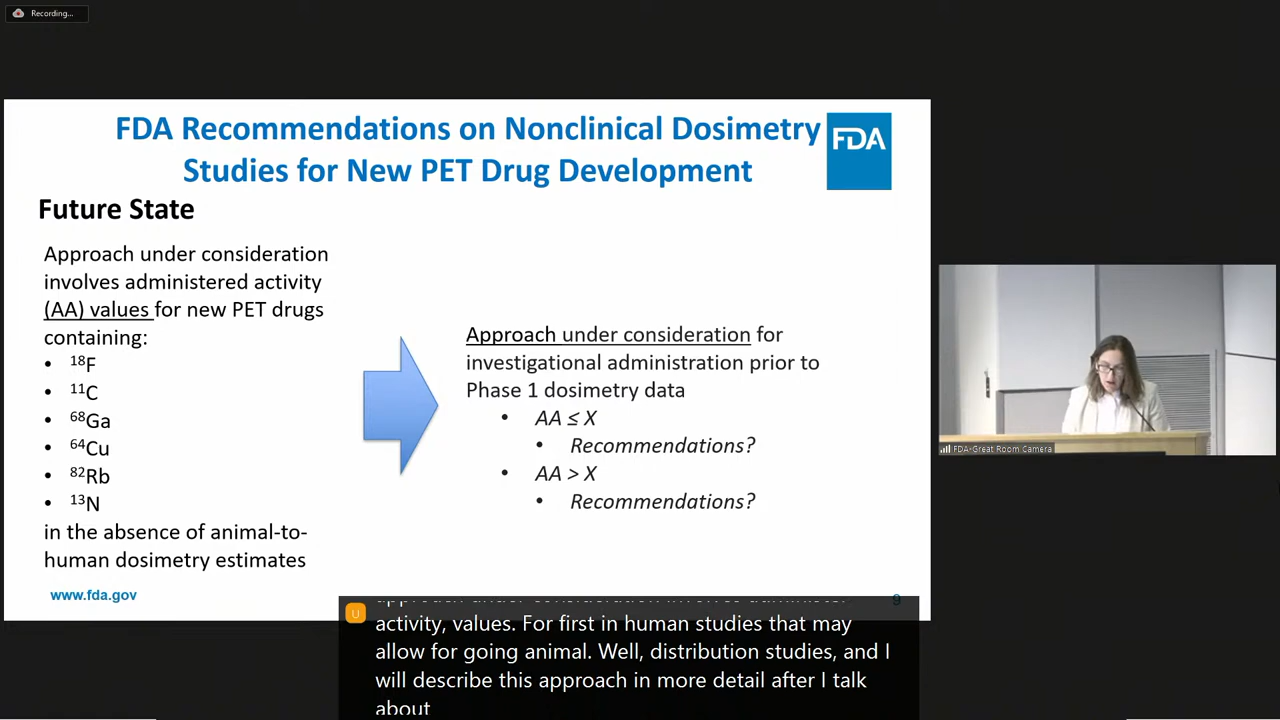 Recording...
FDA Recommendations on Nonclinical Dosimetry
Studies for New PET Drug Development
FDA
Future State
Approach under consideration
involves administered activity
(AA) values for new PET drugs
containing:
• ¹⁸F
• ¹¹C
• ⁶⁸Ga
• ⁶⁴Cu
• ⁸²Rb
• ¹³N
in the absence of animal-to-
human dosimetry estimates
Approach under consideration for
investigational administration prior to
Phase 1 dosimetry data
• AA ≤ X
• Recommendations?
• AA > X
• Recommendations?
www.fda.gov
9
FDA-Great Room Camera
U
activity, values. For first in human studies that may
allow for going animal. Well, distribution studies, and I
will describe this approach in more detail after I talk
about